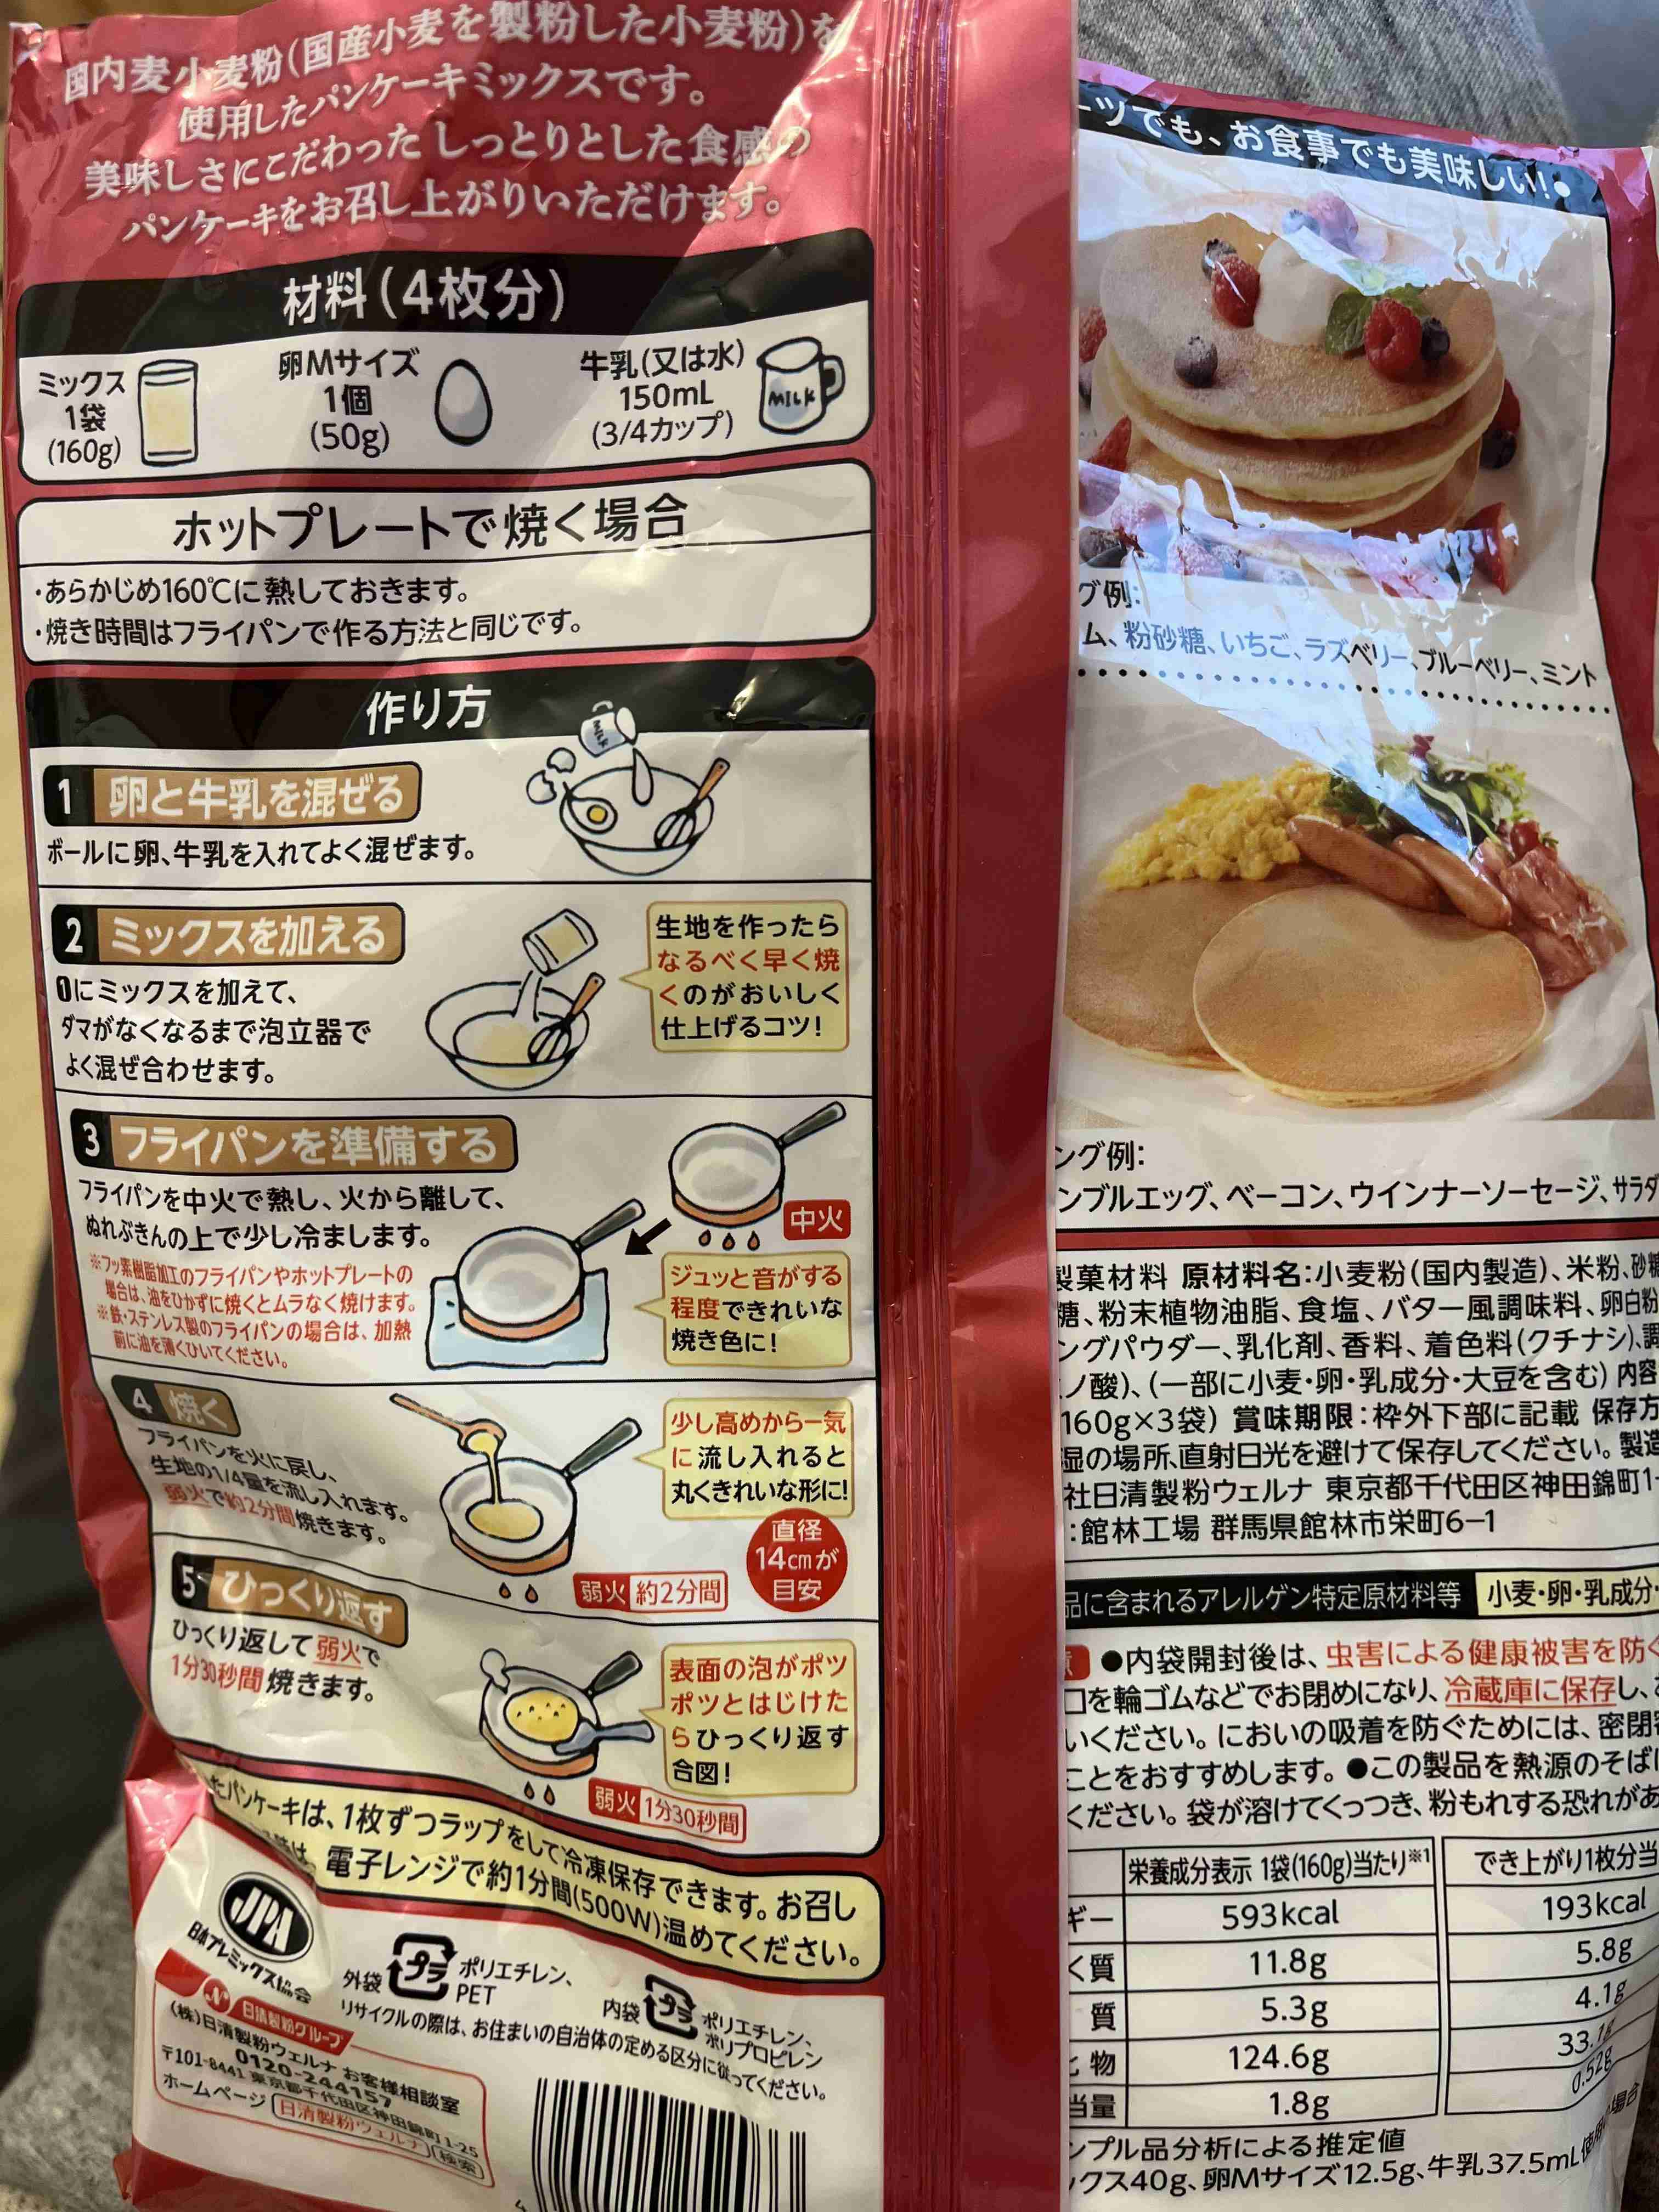 国内麦小麦粉(国産小麦を製粉した小麦粉)を
使用したパンケーキミックスです。
美味しさにこだわった しっとりとした食感の
パンケーキをお召し上がりいただけます。
材料(4枚分)
ミックス
1袋
(160g)
卵Mサイズ
1個
(50g)
牛乳(又は水)
150mL
(3/4カップ)
MILK
ホットプレートで焼く場合
・あらかじめ160℃に熱しておきます。
・焼き時間はフライパンで作る方法と同じです。
作り方
MILK
1 卵と牛乳を混ぜる
ボールに卵、牛乳を入れてよく混ぜます。
2 ミックスを加える
❶にミックスを加えて、
ダマがなくなるまで泡立器で
よく混ぜ合わせます。
生地を作ったら
なるべく早く焼
くのがおいしく
仕上げるコツ!
3 フライパンを準備する
フライパンを中火で熱し、火から離して、
ぬれぶきんの上で少し冷まします。
※フッ素樹脂加工のフライパンやホットプレートの
場合は、油をひかずに焼くとムラなく焼けます。
※鉄・ステンレス製のフライパンの場合は、加熱
前に油を薄くひいてください。
中火
ジュッと音がする
程度できれいな
焼き色に!
4 焼く
フライパンを火に戻し、
生地の1/4量を流し入れます。
弱火で約2分間焼きます。
少し高めから一気
に流し入れると
丸くきれいな形に!
直径
14cmが
目安
弱火 約2分間
5 ひっくり返す
ひっくり返して弱火で
1分30秒間焼きます。
表面の泡がポツ
ポツとはじけた
らひっくり返す
合図!
弱火 1分30秒間
たパンケーキは、1枚ずつラップをして冷凍保存できます。お召し
時は、電子レンジで約1分間(500W)温めてください。
JPA
日本プレミックス協会
外袋 プラ ポリエチレン、
PET
内袋 プラ ポリエチレン、
ポリプロピレン
リサイクルの際は、お住まいの自治体の定める区分に従ってください。
日清製粉グループ
(株)日清製粉ウェルナ お客様相談室
0120-244157
〒101-8441 東京都千代田区神田錦町1-25
ホームページ 日清製粉ウェルナ 検索
ーツでも、お食事でも美味しい!●
グ例:
ム、粉砂糖、いちご、ラズベリー、ブルーベリー、ミント
ング例:
ンブルエッグ、ベーコン、ウインナーソーセージ、サラダ
製菓材料 原材料名:小麦粉(国内製造)、米粉、砂糖
糖、粉末植物油脂、食塩、バター風調味料、卵白粉
ングパウダー、乳化剤、香料、着色料(クチナシ)、調
ノ酸)、(一部に小麦・卵・乳成分・大豆を含む) 内容
160g×3袋) 賞味期限:枠外下部に記載 保存方
湿の場所、直射日光を避けて保存してください。製造
社日清製粉ウェルナ 東京都千代田区神田錦町1-
:館林工場 群馬県館林市栄町6-1
品に含まれるアレルゲン特定原材料等 小麦・卵・乳成分・
●内袋開封後は、虫害による健康被害を防ぐ
口を輪ゴムなどでお閉めになり、冷蔵庫に保存し、
いください。においの吸着を防ぐためには、密閉
ことをおすすめします。●この製品を熱源のそば
ください。袋が溶けてくっつき、粉もれする恐れがあ
栄養成分表示 1袋(160g)当たり※1 でき上がり1枚分当
ギー 593kcal 193kcal
く質 11.8g 5.8g
質 5.3g 4.1g
物 124.6g 33.1g
当量 1.8g 0.52g
ンプル品分析による推定値
ックス40g、卵Mサイズ12.5g、牛乳37.5mL使用の場合